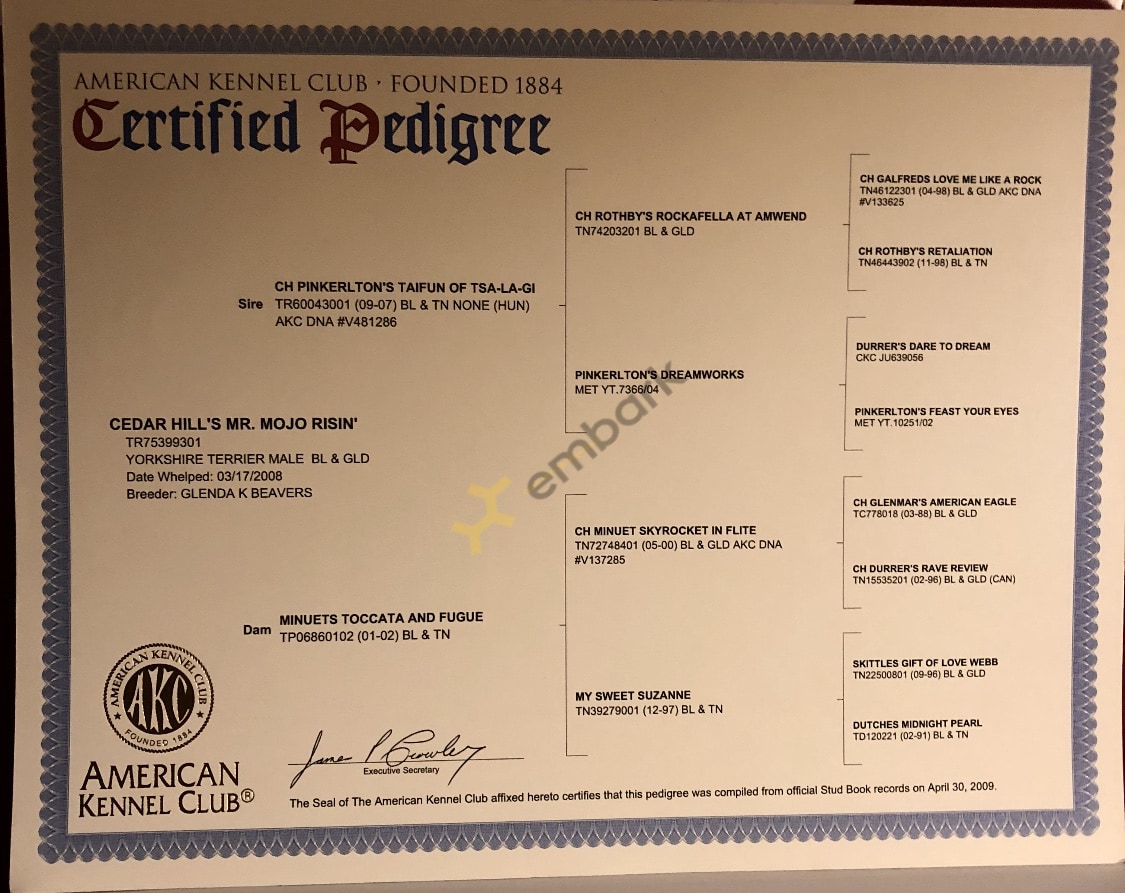 AMERICAN KENNEL CLUB · FOUNDED 1884
Certified Pedigree
CH GALFREDS LOVE ME LIKE A ROCK
TN46122301 (04-98) BL & GLD AKC DNA
#V133625
CH ROTHBY'S ROCKAFELLA AT AMWEND
TN74203201 BL & GLD
CH ROTHBY'S RETALIATION
TN46443902 (11-98) BL & TN
CH PINKERLTON'S TAIFUN OF TSA-LA-GI
Sire TR60043001 (09-07) BL & TN NONE (HUN)
AKC DNA #V481286
DURRER'S DARE TO DREAM
CKC JU639056
PINKERLTON'S DREAMWORKS
MET YT.7366/04
PINKERLTON'S FEAST YOUR EYES
MET YT.10251/02
CEDAR HILL'S MR. MOJO RISIN'
TR75399301
YORKSHIRE TERRIER MALE BL & GLD
Date Whelped: 03/17/2008
Breeder: GLENDA K BEAVERS
embark
CH GLENMAR'S AMERICAN EAGLE
TC778018 (03-88) BL & GLD
CH MINUET SKYROCKET IN FLITE
TN72748401 (05-00) BL & GLD AKC DNA
#V137285
CH DURRER'S RAVE REVIEW
TN15535201 (02-96) BL & GLD (CAN)
MINUETS TOCCATA AND FUGUE
Dam TP06860102 (01-02) BL & TN
SKITTLES GIFT OF LOVE WEBB
TN22500801 (09-96) BL & GLD
MY SWEET SUZANNE
TN39279001 (12-97) BL & TN
DUTCHES MIDNIGHT PEARL
TD120221 (02-91) BL & TN
AMERICAN KENNEL CLUB
AKC
FOUNDED 1884
James P Crowley
Executive Secretary
AMERICAN
KENNEL CLUB®
The Seal of The American Kennel Club affixed hereto certifies that this pedigree was compiled from official Stud Book records on April 30, 2009.